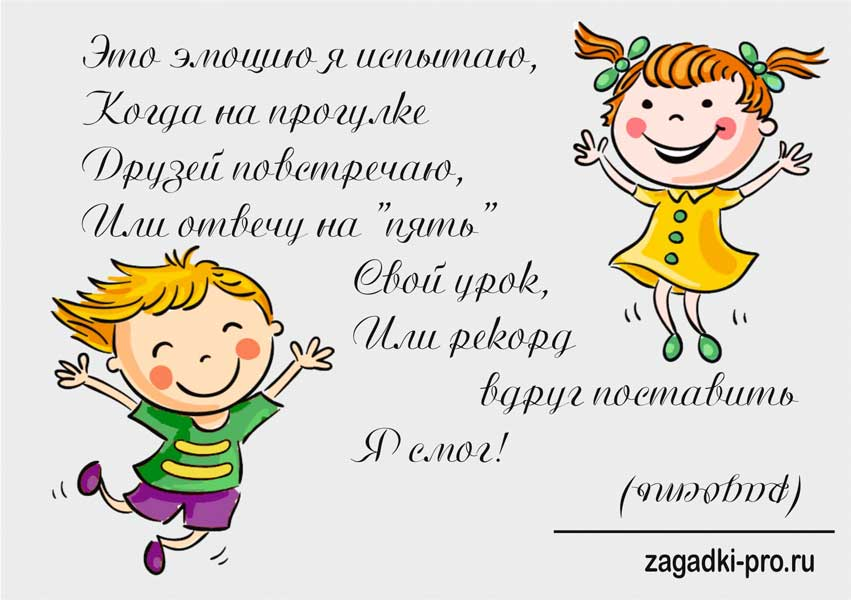 Это эмоцию я испытаю,
Когда на прогулке
Друзей повстречаю,
Или отвечу на "пять"
Свой урок,
Или рекорд
вдруг поставить
Я смог!
(Радость)
zagadki-pro.ru